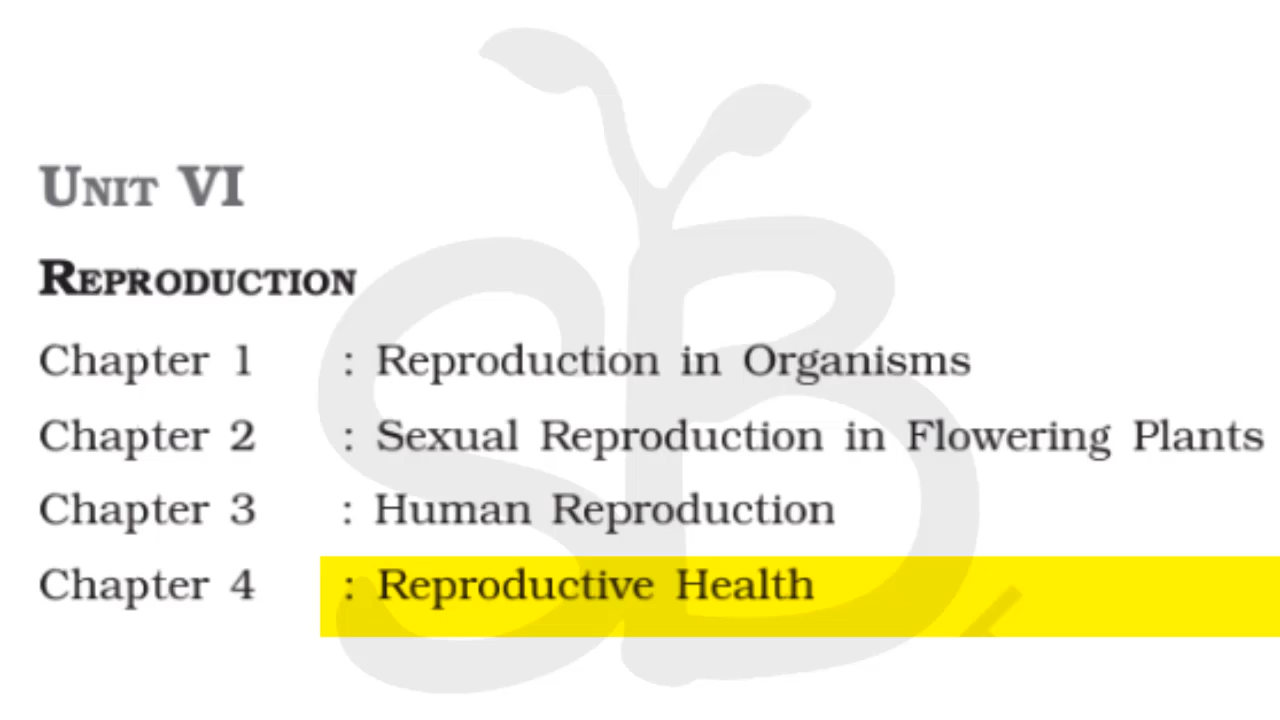 UNIT VI
REPRODUCTION
Chapter 1 : Reproduction in Organisms
Chapter 2 : Sexual Reproduction in Flowering Plants
Chapter 3 : Human Reproduction
Chapter 4 : Reproductive Health
SB